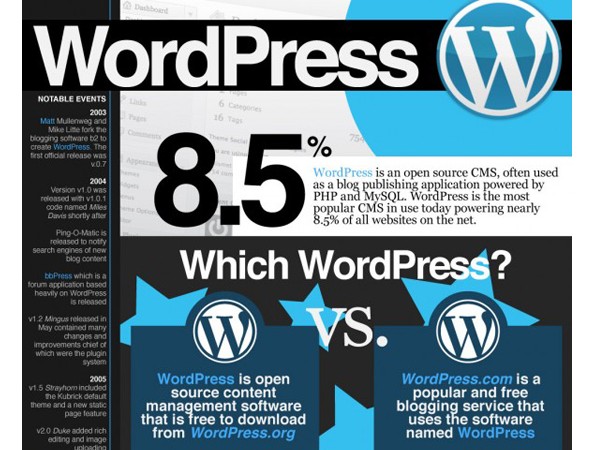 WordPress
NOTABLE EVENTS
2003
Matt Mullenweg and
Mike Litte fork the
blogging software b2 to
create WordPress. The
first official release was
v.0.7
2004
Version v1.0 was
released with v1.0.1
code named Miles
Davis shortly after
Ping-O-Matic is
released to notify
search engines of new
blog content
bbPress which is a
forum application based
heavily on WordPress
is released
v1.2 Mingus released in
May contained many
changes and
improvements chief of
which were the plugin
system
2005
v1.5 Strayhorn included
the Kubrick default
theme and a new static
page feature
v2.0 Duke added rich
editing and image
uploading
Dashboard
Links
Pages
Comments
6 Categories
16 Tags
8.5%
WordPress is an open source CMS, often used
as a blog publishing application powered by
PHP and MySQL. WordPress is the most
popular CMS in use today powering nearly
8.5% of all websites on the net.
Which WordPress?
vs.
WordPress is open
source content
management software
that is free to download
from WordPress.org
WordPress.com is a
popular and free
blogging service that
uses the software
named WordPress